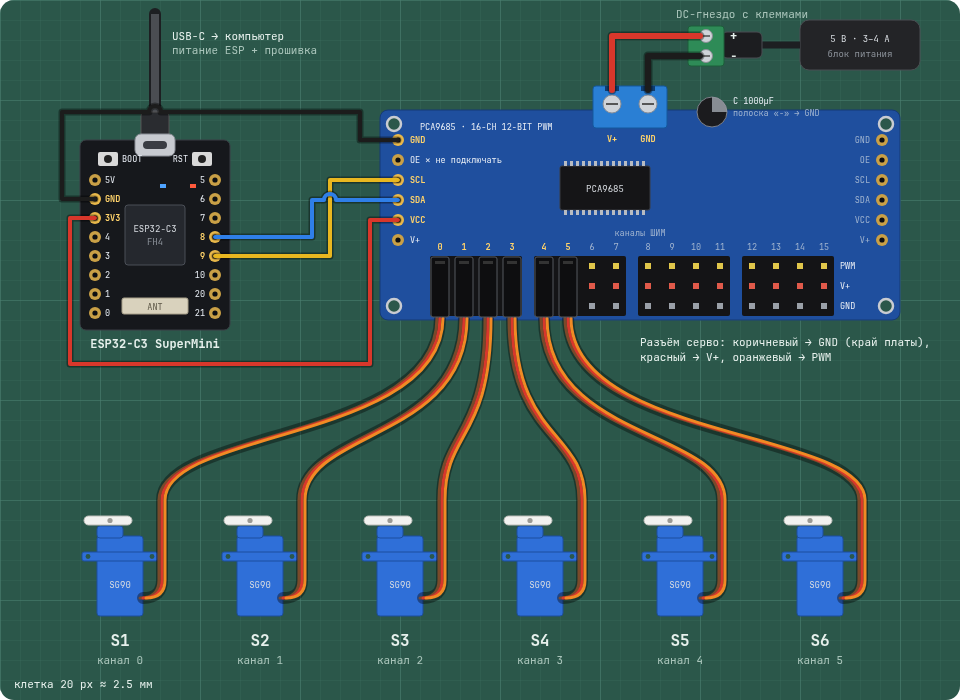 DC-гнездо с клеммами
USB-C → компьютер
питание ESP + прошивка
+
-
5 В · 3–4 А
блок питания
C 1000μF
полоска «-» → GND
PCA9685 · 16-CH 12-BIT PWM
V+ GND
GND
OE × не подключать
SCL
SDA
VCC
V+
PCA9685
GND
OE
SCL
SDA
VCC
V+
каналы ШИМ
0 1 2 3 4 5 6 7 8 9 10 11 12 13 14 15
PWM
V+
GND
BOOT RST
5V 5
GND 6
3V3 7
4 8
3 9
2 10
1 20
0 21
ESP32-C3
FH4
ANT
ESP32-C3 SuperMini
Разъём серво: коричневый → GND (край платы),
красный → V+, оранжевый → PWM
SG90 SG90 SG90 SG90 SG90 SG90
S1 S2 S3 S4 S5 S6
канал 0 канал 1 канал 2 канал 3 канал 4 канал 5
клетка 20 px ≈ 2.5 мм